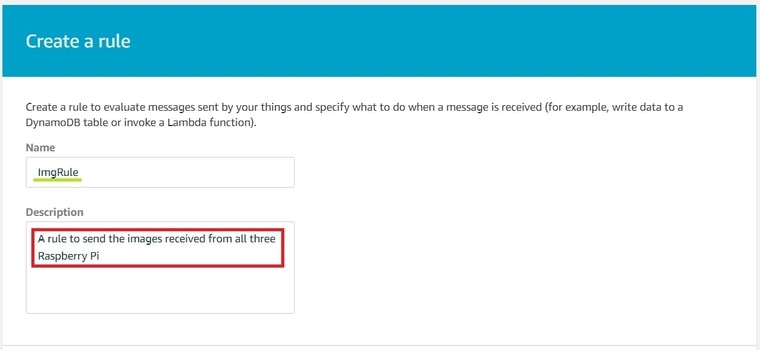 Create a rule
Create a rule to evaluate messages sent by your things and specify what to do when a message is received (for example, write data to a
DynamoDB table or invoke a Lambda function).
Name
ImgRule
Description
A rule to send the images received from all three
Raspberry Pi